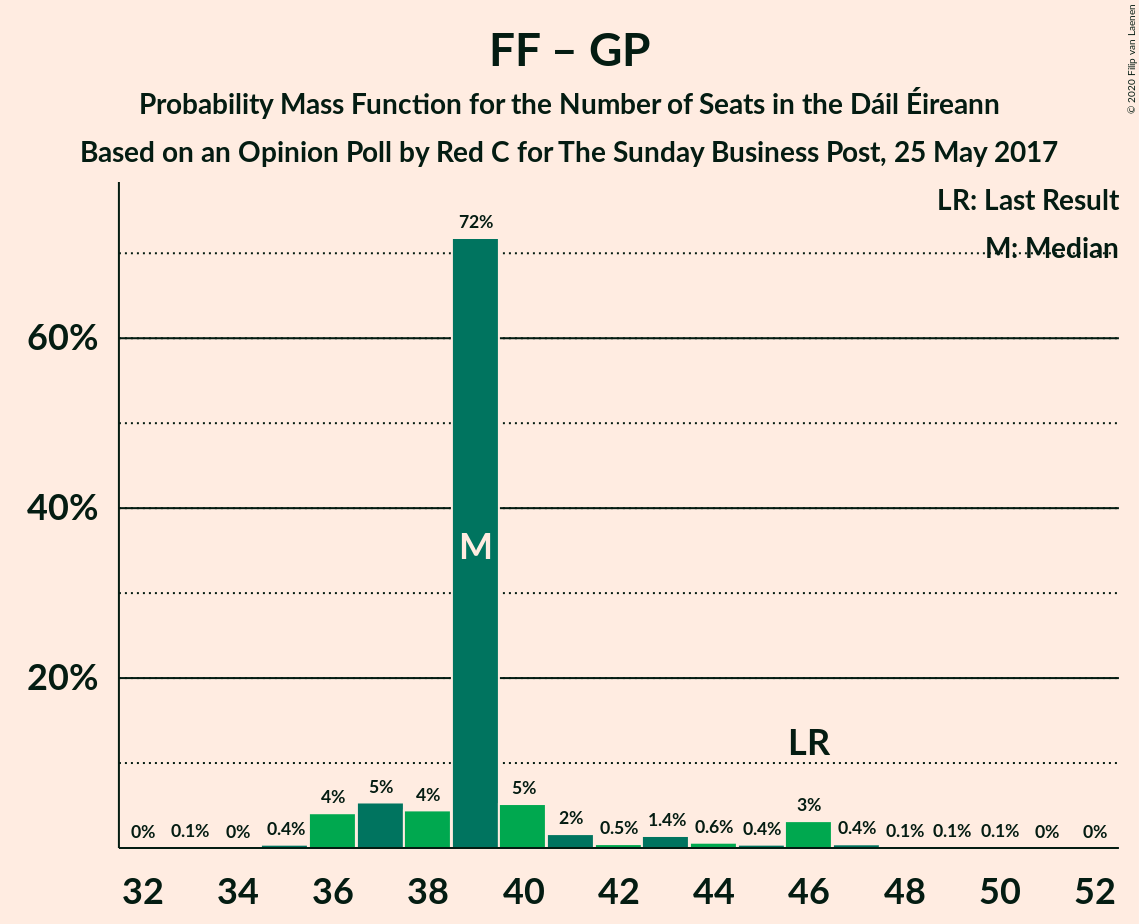 FF – GP
Probability Mass Function for the Number of Seats in the Dáil Éireann
Based on an Opinion Poll by Red C for The Sunday Business Post, 25 May 2017
© 2020 Filip van Laenen
LR: Last Result
M: Median
72%
60%
40%
M
20%
LR
0% 0.1% 0% 0.4% 4% 5% 4% 5% 2% 0.5% 1.4% 0.6% 0.4% 3% 0.4% 0.1% 0.1% 0.1% 0% 0%
32 34 36 38 40 42 44 46 48 50 52